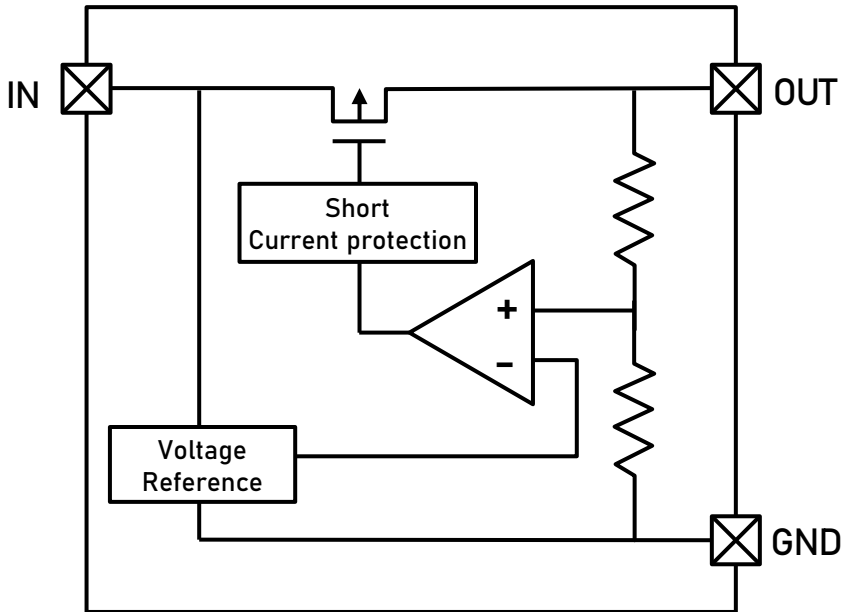 IN
OUT
Short
Current protection
+
-
Voltage
Reference
GND